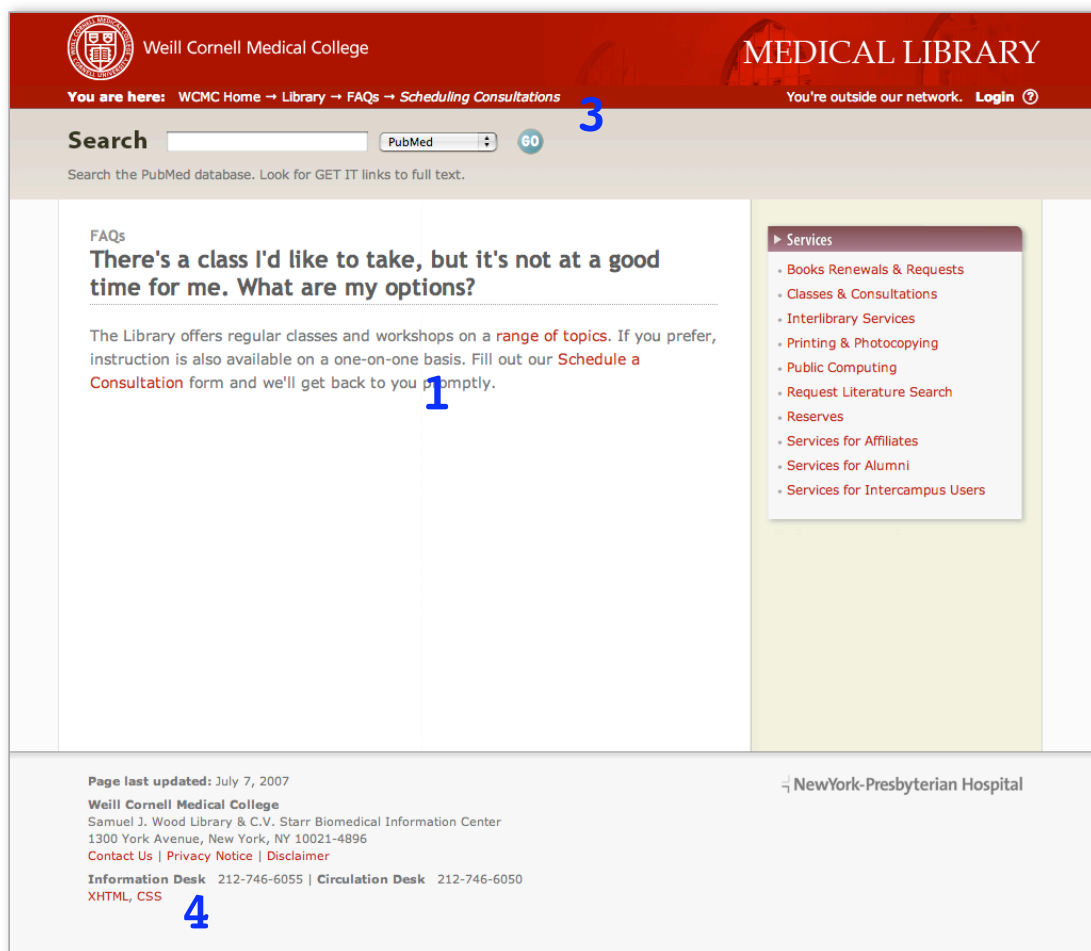 Weill Cornell Medical College
MEDICAL LIBRARY
You are here: WCMC Home → Library → FAQs → Scheduling Consultations
You're outside our network. Login ?
3
Search PubMed GO
Search the PubMed database. Look for GET IT links to full text.
FAQs
There's a class I'd like to take, but it's not at a good
time for me. What are my options?
The Library offers regular classes and workshops on a range of topics. If you prefer,
instruction is also available on a one-on-one basis. Fill out our Schedule a
Consultation form and we'll get back to you promptly.
1
Services
Books Renewals & Requests
Classes & Consultations
Interlibrary Services
Printing & Photocopying
Public Computing
Request Literature Search
Reserves
Services for Affiliates
Services for Alumni
Services for Intercampus Users
Page last updated: July 7, 2007
Weill Cornell Medical College
Samuel J. Wood Library & C.V. Starr Biomedical Information Center
1300 York Avenue, New York, NY 10021-4896
Contact Us | Privacy Notice | Disclaimer
Information Desk 212-746-6055 | Circulation Desk 212-746-6050
XHTML, CSS
4
NewYork-Presbyterian Hospital